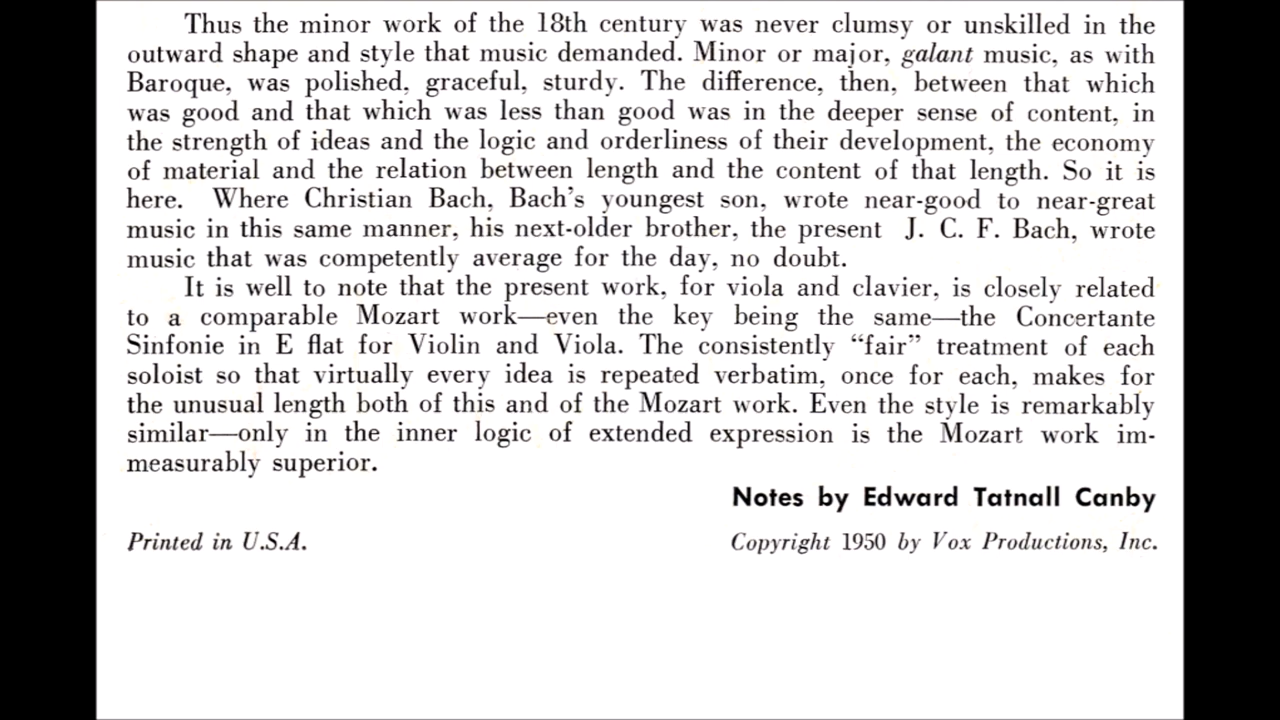 Thus the minor work of the 18th century was never clumsy or unskilled in the
outward shape and style that music demanded. Minor or major, galant music, as with
Baroque, was polished, graceful, sturdy. The difference, then, between that which
was good and that which was less than good was in the deeper sense of content, in
the strength of ideas and the logic and orderliness of their development, the economy
of material and the relation between length and the content of that length. So it is
here. Where Christian Bach, Bach's youngest son, wrote near-good to near-great
music in this same manner, his next-older brother, the present J. C. F. Bach, wrote
music that was competently average for the day, no doubt.
It is well to note that the present work, for viola and clavier, is closely related
to a comparable Mozart work—even the key being the same—the Concertante
Sinfonie in E flat for Violin and Viola. The consistently “fair” treatment of each
soloist so that virtually every idea is repeated verbatim, once for each, makes for
the unusual length both of this and of the Mozart work. Even the style is remarkably
similar—only in the inner logic of extended expression is the Mozart work im-
measurably superior.
Notes by Edward Tatnall Canby
Printed in U.S.A.
Copyright 1950 by Vox Productions, Inc.